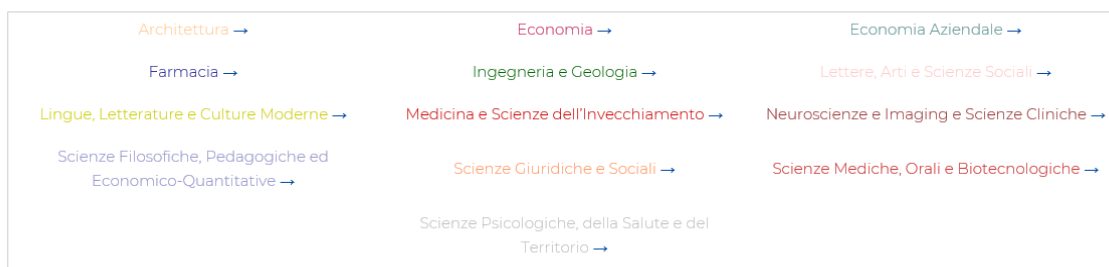 Architettura →
Economia →
Economia Aziendale →
Farmacia →
Ingegneria e Geologia →
Lettere, Arti e Scienze Sociali →
Lingue, Letterature e Culture Moderne →
Medicina e Scienze dell'Invecchiamento →
Neuroscienze e Imaging e Scienze Cliniche →
Scienze Filosofiche, Pedagogiche ed
Economico-Quantitative →
Scienze Giuridiche e Sociali →
Scienze Mediche, Orali e Biotecnologiche →
Scienze Psicologiche, della Salute e del
Territorio →